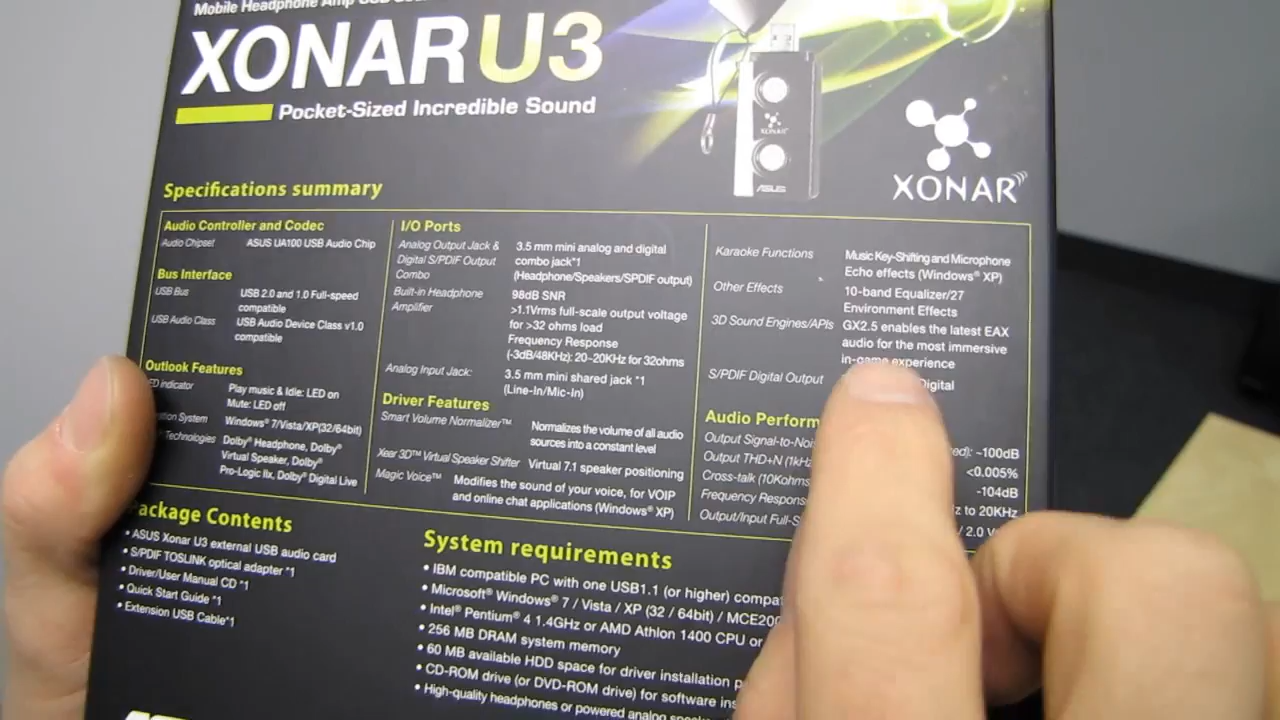 Mobile Headphone Amp USB
XONAR U3
Pocket-Sized Incredible Sound
XONAR
ASUS
XONAR
Specifications summary
Audio Controller and Codec
Audio Chipset ASUS UA100 USB Audio Chip
Bus Interface
USB Bus USB 2.0 and 1.0 Full-speed
compatible
USB Audio Class USB Audio Device Class v1.0
compatible
Outlook Features
ED indicator Play music & Idle: LED on
Mute: LED off
System Windows® 7/Vista/XP(32/64bit)
Technologies Dolby® Headphone, Dolby®
Virtual Speaker, Dolby®
Pro-Logic IIx, Dolby® Digital Live
I/O Ports
Analog Output Jack & 3.5 mm mini analog and digital
Digital S/PDIF Output combo jack*1
Combo (Headphone/Speakers/SPDIF output)
Built-in Headphone 98dB SNR
Amplifier >1.1Vrms full-scale output voltage
for >32 ohms load
Frequency Response
(-3dB/48KHz): 20~20KHz for 32ohms
Analog Input Jack: 3.5 mm mini shared jack *1
(Line-In/Mic-In)
Driver Features
Smart Volume Normalizer™ Normalizes the volume of all audio
sources into a constant level
Xear 3D™ Virtual Speaker Shifter Virtual 7.1 speaker positioning
Magic Voice™ Modifies the sound of your voice, for VOIP
and online chat applications (Windows® XP)
Karaoke Functions Music Key-Shifting and Microphone
Echo effects (Windows® XP)
Other Effects 10-band Equalizer/27
Environment Effects
3D Sound Engines/APIs GX2.5 enables the latest EAX
audio for the most immersive
in-game experience
S/PDIF Digital Output Digital
Audio Perform
Output Signal-to-Noi ed): ~100dB
Output THD+N (1kHz <0.005%
Cross-talk (10Kohms -104dB
Frequency Respons z to 20KHz
Output/Input Full-S / 2.0 V
ackage Contents
• ASUS Xonar U3 external USB audio card
• S/PDIF TOSLINK optical adapter *1
• Driver/User Manual CD *1
• Quick Start Guide *1
• Extension USB Cable*1
System requirements
• IBM compatible PC with one USB1.1 (or higher) compa
• Microsoft® Windows® 7 / Vista / XP (32 / 64bit) / MCE200
• Intel® Pentium® 4 1.4GHz or AMD Athlon 1400 CPU or
• 256 MB DRAM system memory
• 60 MB available HDD space for driver installation p
• CD-ROM drive (or DVD-ROM drive) for software ins
• High-quality headphones or powered analog